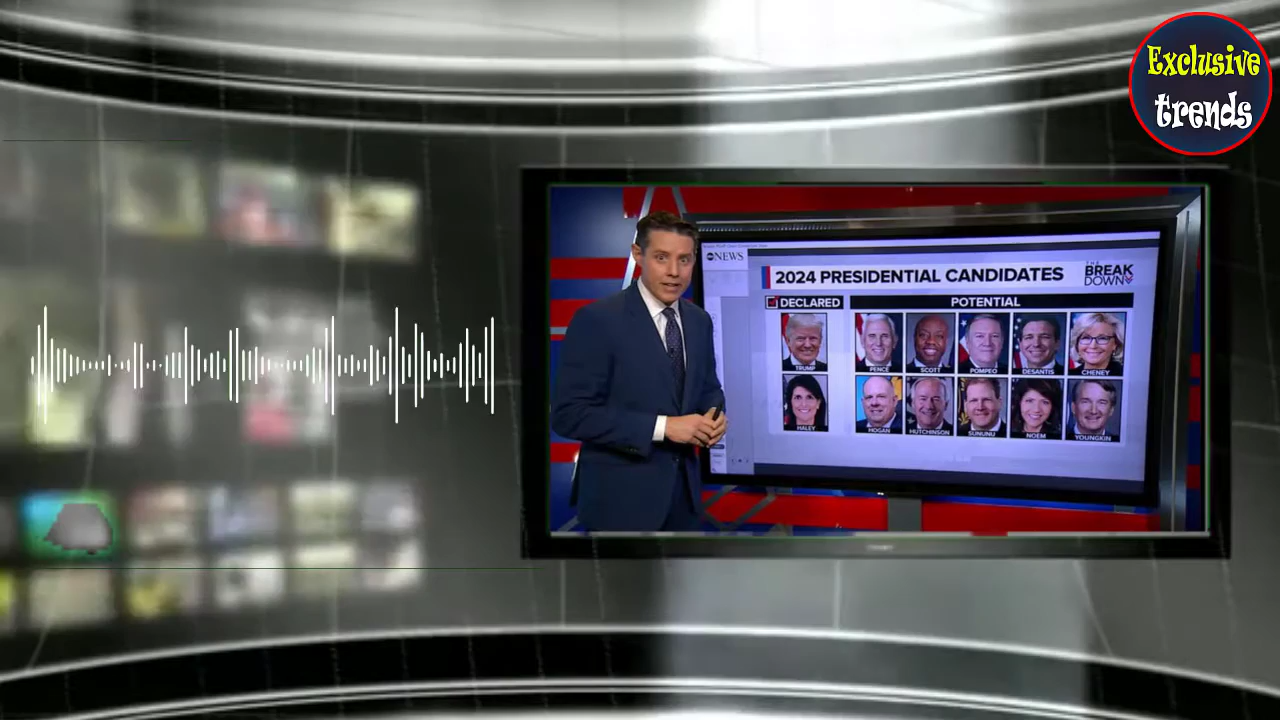 Exclusive
trends
abc NEWS
2024 PRESIDENTIAL CANDIDATES
THE
BREAK
DOWN
DECLARED
POTENTIAL
TRUMP
PENCE
SCOTT
POMPEO
DESANTIS
CHENEY
HALEY
HOGAN
HUTCHINSON
SUNUNU
NOEM
YOUNGKIN